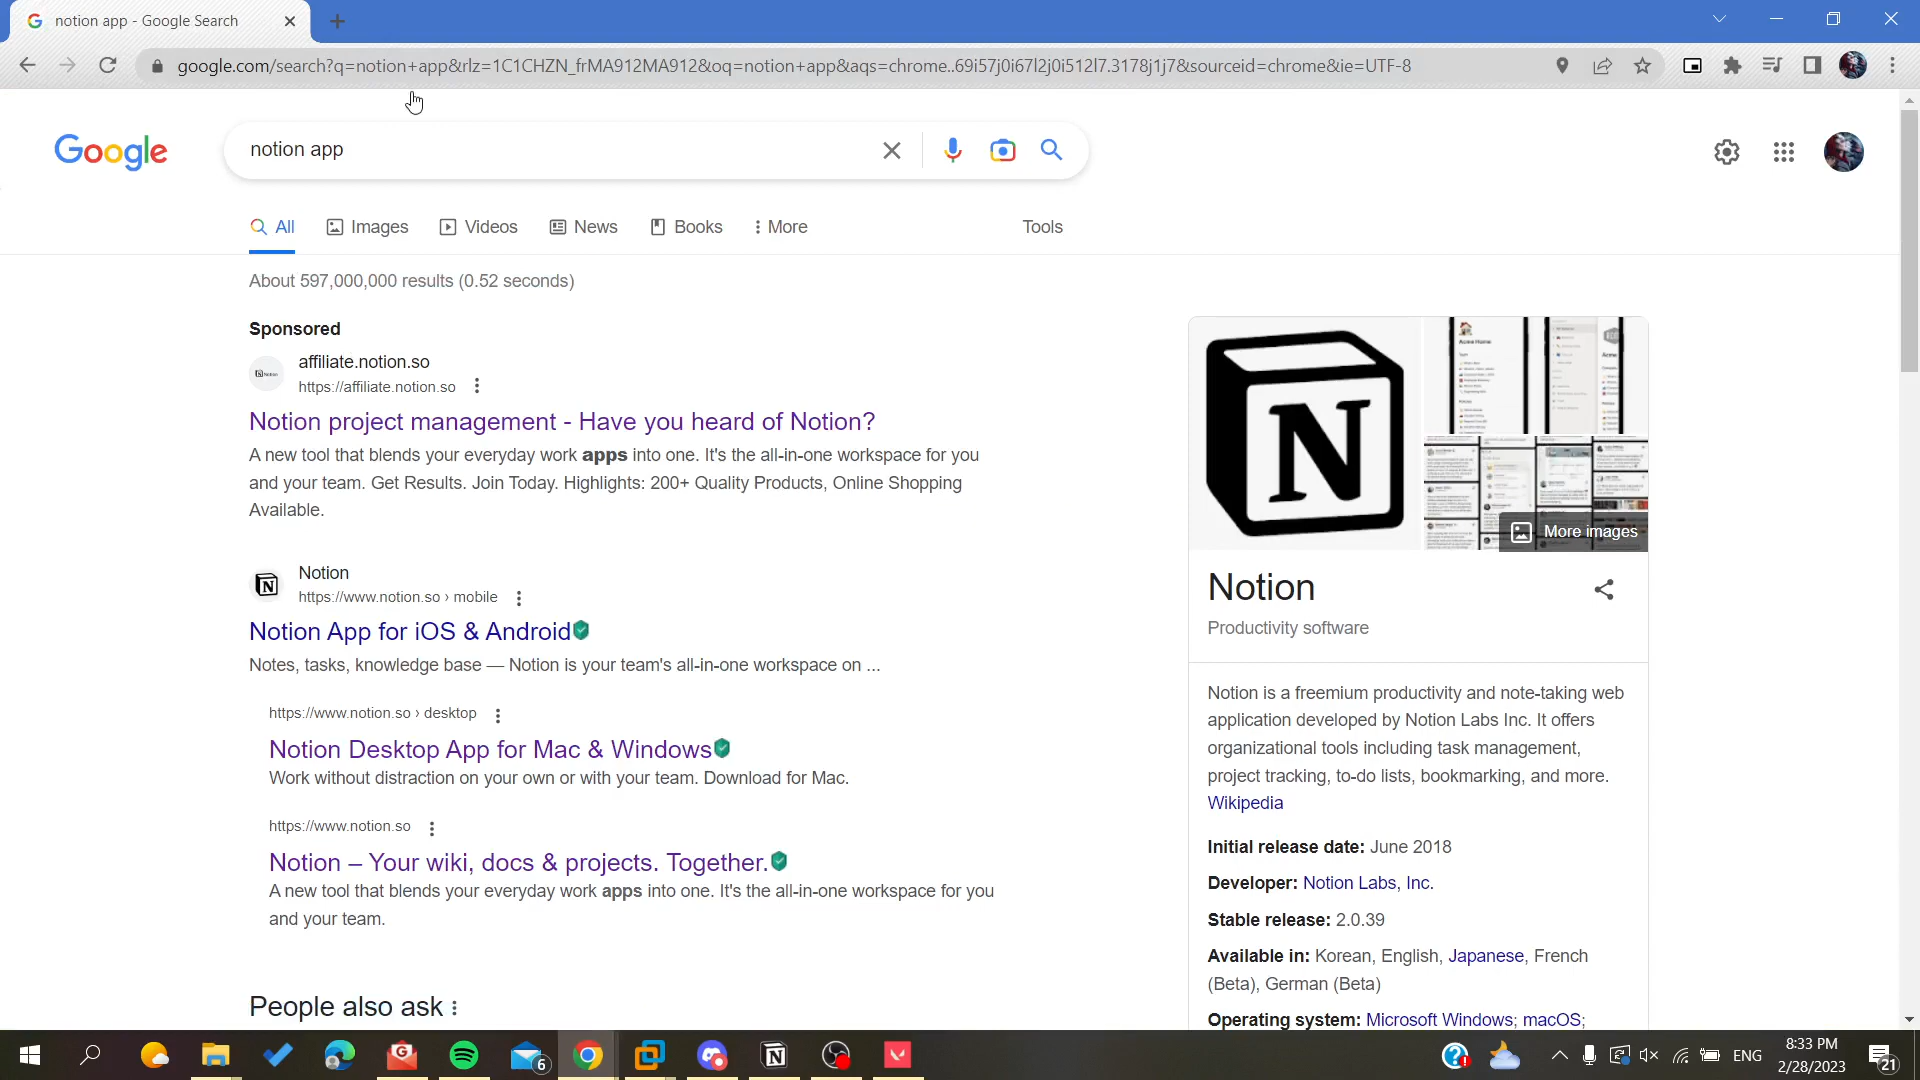 notion app - Google Search
google.com/search?q=notion+app&rlz=1C1CHZN_frMA912MA912&oq=notion+app&aqs=chrome..69i57j0i67l2j0i512l7.3178j1j7&sourceid=chrome&ie=UTF-8
Google
notion app
All Images Videos News Books More Tools
About 597,000,000 results (0.52 seconds)
Sponsored
affiliate.notion.so
https://affiliate.notion.so
Notion project management - Have you heard of Notion?
A new tool that blends your everyday work apps into one. It's the all-in-one workspace for you
and your team. Get Results. Join Today. Highlights: 200+ Quality Products, Online Shopping
Available.
Notion
https://www.notion.so › mobile
Notion App for iOS & Android
Notes, tasks, knowledge base — Notion is your team's all-in-one workspace on ...
https://www.notion.so › desktop
Notion Desktop App for Mac & Windows
Work without distraction on your own or with your team. Download for Mac.
https://www.notion.so
Notion – Your wiki, docs & projects. Together.
A new tool that blends your everyday work apps into one. It's the all-in-one workspace for you
and your team.
People also ask
N
Acme Home
More images
Notion
Productivity software
Notion is a freemium productivity and note-taking web
application developed by Notion Labs Inc. It offers
organizational tools including task management,
project tracking, to-do lists, bookmarking, and more.
Wikipedia
Initial release date: June 2018
Developer: Notion Labs, Inc.
Stable release: 2.0.39
Available in: Korean, English, Japanese, French
(Beta), German (Beta)
Operating system: Microsoft Windows; macOS;
6
ENG
8:33 PM
2/28/2023
21